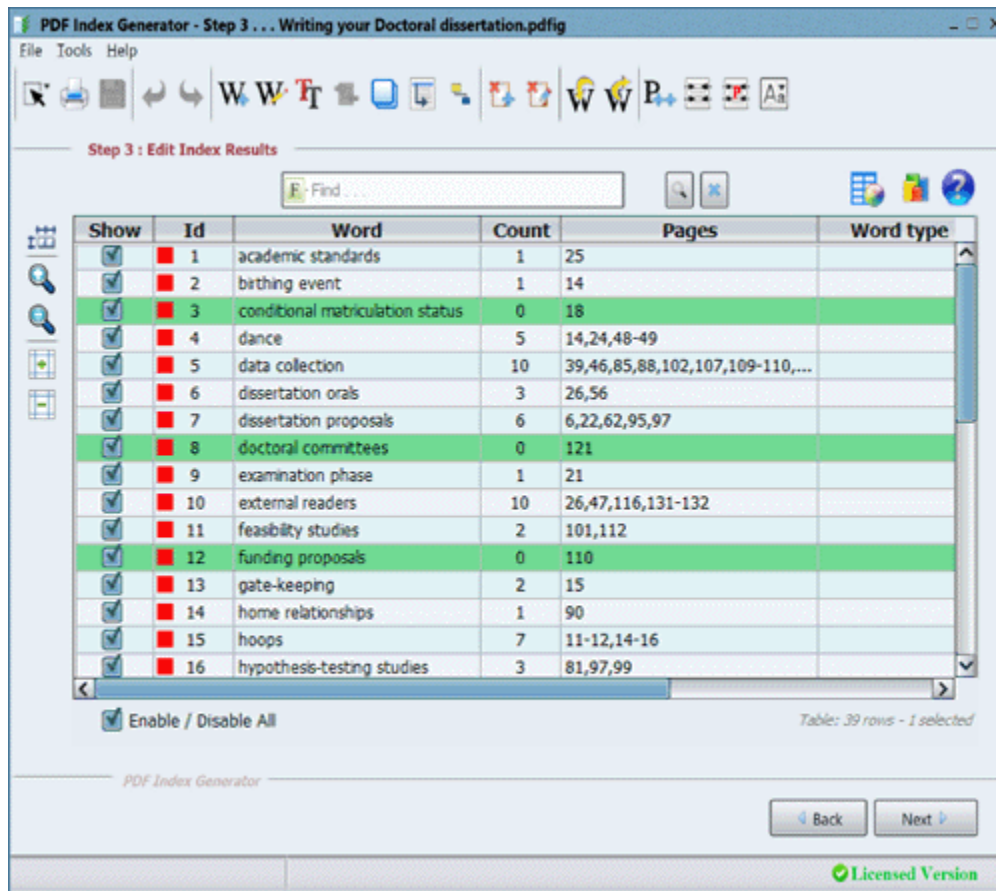 PDF Index Generator - Step 3 . . . Writing your Doctoral dissertation.pdfig
File Tools Help
Step 3 : Edit Index Results
Find . . .
Show Id Word Count Pages Word type
1 academic standards 1 25
2 birthing event 1 14
3 conditional matriculation status 0 18
4 dance 5 14,24,48-49
5 data collection 10 39,46,85,88,102,107,109-110,...
6 dissertation orals 3 26,56
7 dissertation proposals 6 6,22,62,95,97
8 doctoral committees 0 121
9 examination phase 1 21
10 external readers 10 26,47,116,131-132
11 feasibility studies 2 101,112
12 funding proposals 0 110
13 gate-keeping 2 15
14 home relationships 1 90
15 hoops 7 11-12,14-16
16 hypothesis-testing studies 3 81,97,99
Enable / Disable All
Table: 39 rows - 1 selected
PDF Index Generator
Back Next
Licensed Version